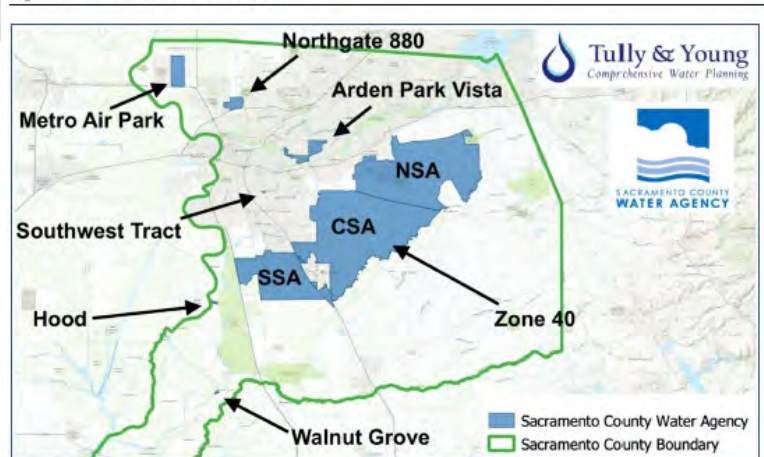 Northgate 880
Tully & Young
Comprehensive Water Planning
Arden Park Vista
Metro Air Park
NSA
SACRAMENTO COUNTY
WATER AGENCY
Southwest Tract
CSA
SSA
Hood
Zone 40
Walnut Grove
Sacramento County Water Agency
Sacramento County Boundary